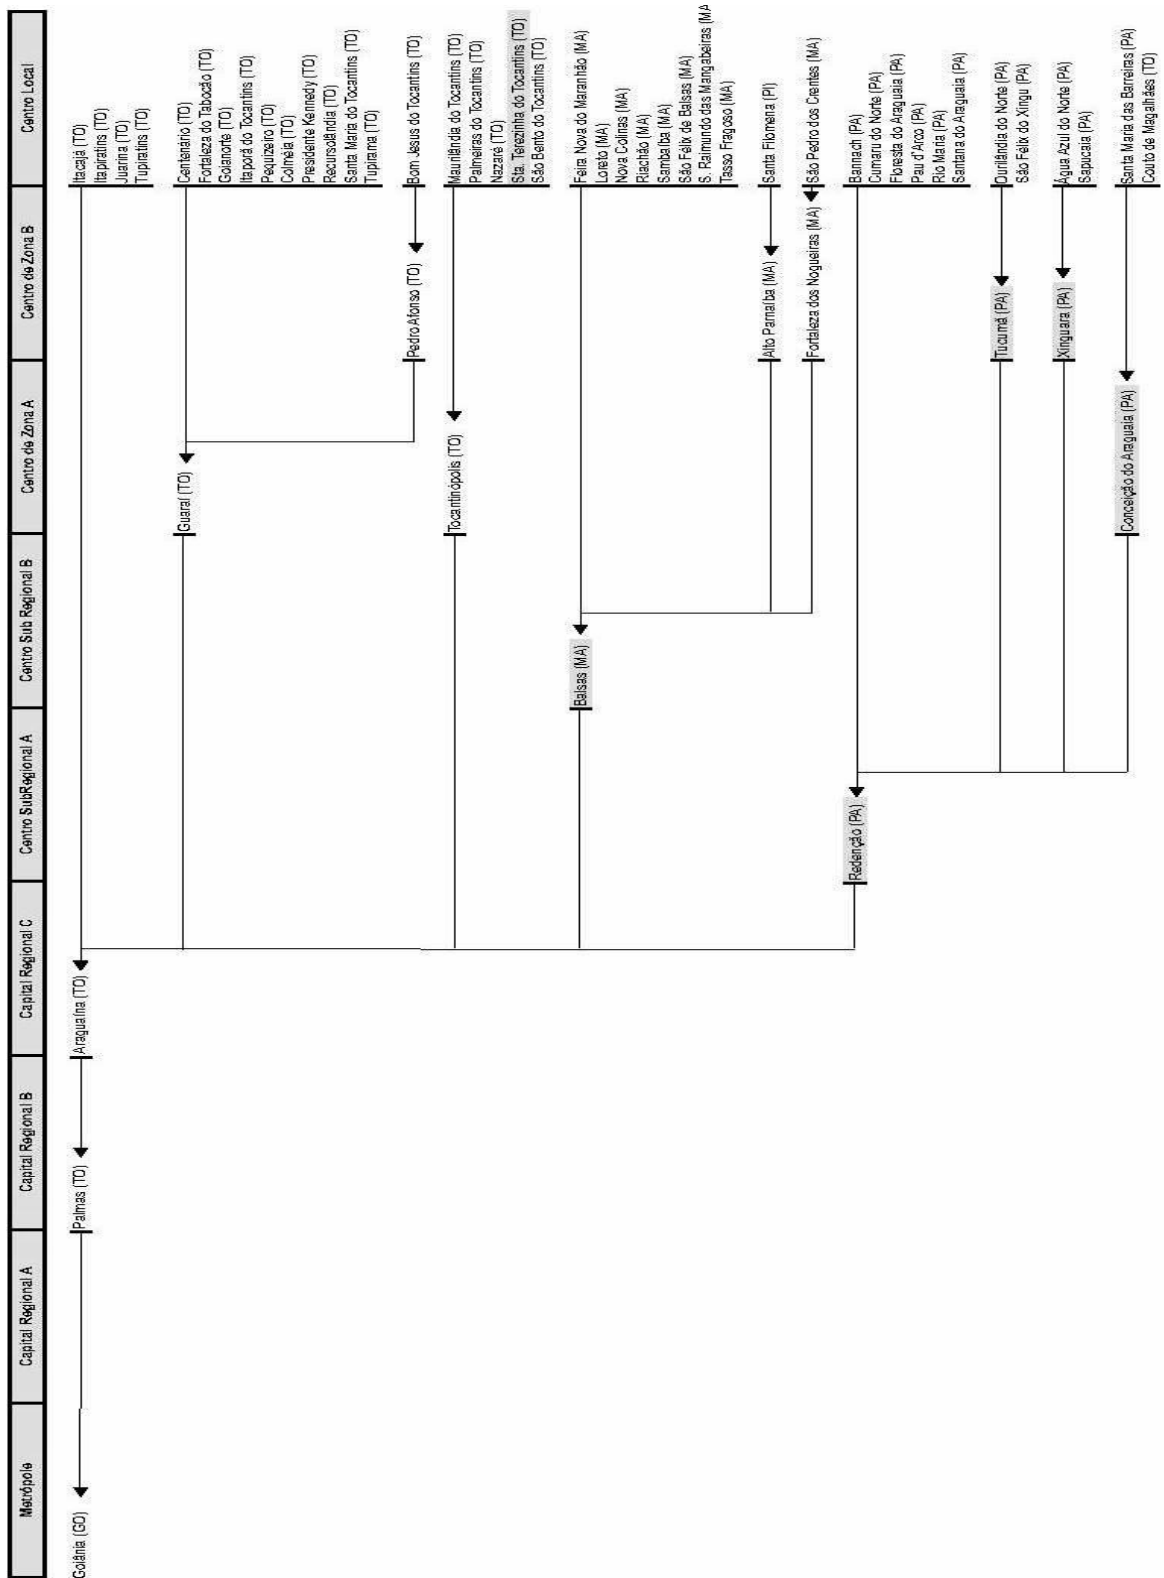 Metrópole
Capital Regional A
Capital Regional B
Capital Regional C
Centro SubRegional A
Centro Sub Regional B
Centro de Zona A
Centro de Zona B
Centro Local
Goiânia (GO)
Palmas (TO)
Araguaína (TO)
Itacajá (TO)
Itapiratins (TO)
Juarina (TO)
Tupiratins (TO)
Guaraí (TO)
Centenário (TO)
Fortaleza do Tabocão (TO)
Goianorte (TO)
Itaporã do Tocantins (TO)
Pequizeiro (TO)
Colméia (TO)
Presidente Kennedy (TO)
Recursolândia (TO)
Santa Maria do Tocantins (TO)
Tupirama (TO)
Pedro Afonso (TO)
Bom Jesus do Tocantins (TO)
Tocantinópolis (TO)
Maurilândia do Tocantins (TO)
Palmeiras do Tocantins (TO)
Nazaré (TO)
Sta. Terezinha do Tocantins (TO)
São Bento do Tocantins (TO)
Balsas (MA)
Feira Nova do Maranhão (MA)
Loreto (MA)
Nova Colinas (MA)
Riachão (MA)
Sambaíba (MA)
São Félix de Balsas (MA)
S. Raimundo das Mangabeiras (MA
Tasso Fragoso (MA)
Alto Parnaíba (MA)
Santa Filomena (PI)
Fortaleza dos Nogueiras (MA)
São Pedro dos Crentes (MA)
Redenção (PA)
Bannach (PA)
Cumaru do Norte (PA)
Floresta do Araguaia (PA)
Pau d'Arco (PA)
Rio Maria (PA)
Santana do Araguaia (PA)
Tucumã (PA)
Ourilândia do Norte (PA)
São Félix do Xingu (PA)
Xinguara (PA)
Água Azul do Norte (PA)
Sapucaia (PA)
Conceição do Araguaia (PA)
Santa Maria das Barreiras (PA)
Couto de Magalhães (TO)